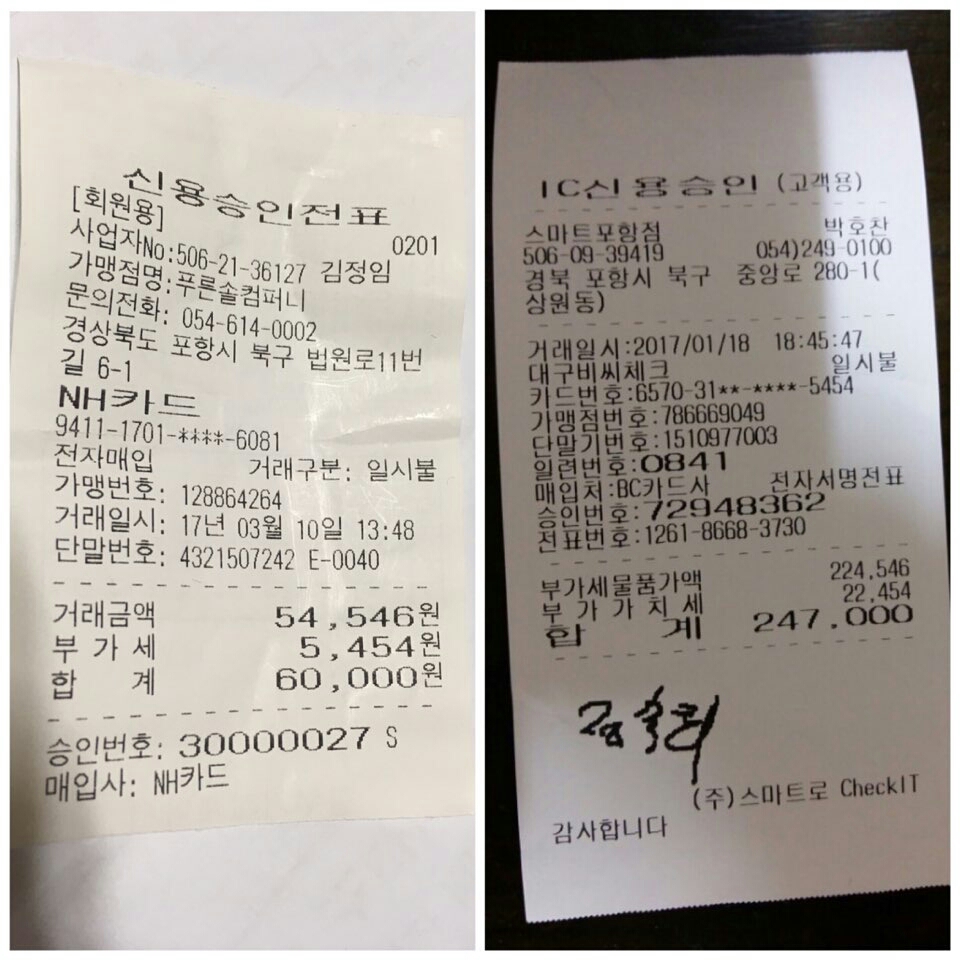 신용승인전표
[회원용]
0201
사업자No:506-21-36127 김정임
가맹점명:푸른솔컴퍼니
문의전화: 054-614-0002
경상북도 포항시 북구 법원로11번
길 6-1
NH카드
9411-1701-****-6081
전자매입 거래구분: 일시불
가맹번호: 128864264
거래일시: 17년 03월 10일 13:48
단말번호: 4321507242 E-0040
거래금액 54,546원
부 가 세 5,454원
합 계 60,000원
승인번호: 30000027 S
매입사: NH카드
IC신용승인 (고객용)
스마트포항점 박호찬
506-09-39419 054)249-0100
경북 포항시 북구 중앙로 280-1(
상원동)
거래일시:2017/01/18 18:45:47
대구비씨체크 일시불
카드번호:6570-31**-****-5454
가맹점번호:786669049
단말기번호:1510977003
일련번호:0841
매입처:BC카드사 전자서명전표
승인번호:72948362
전표번호:1261-8668-3730
부가세물품가액 224,546
부 가 가 치 세 22,454
합 계 247,000
(주)스마트로 CheckIT
감사합니다